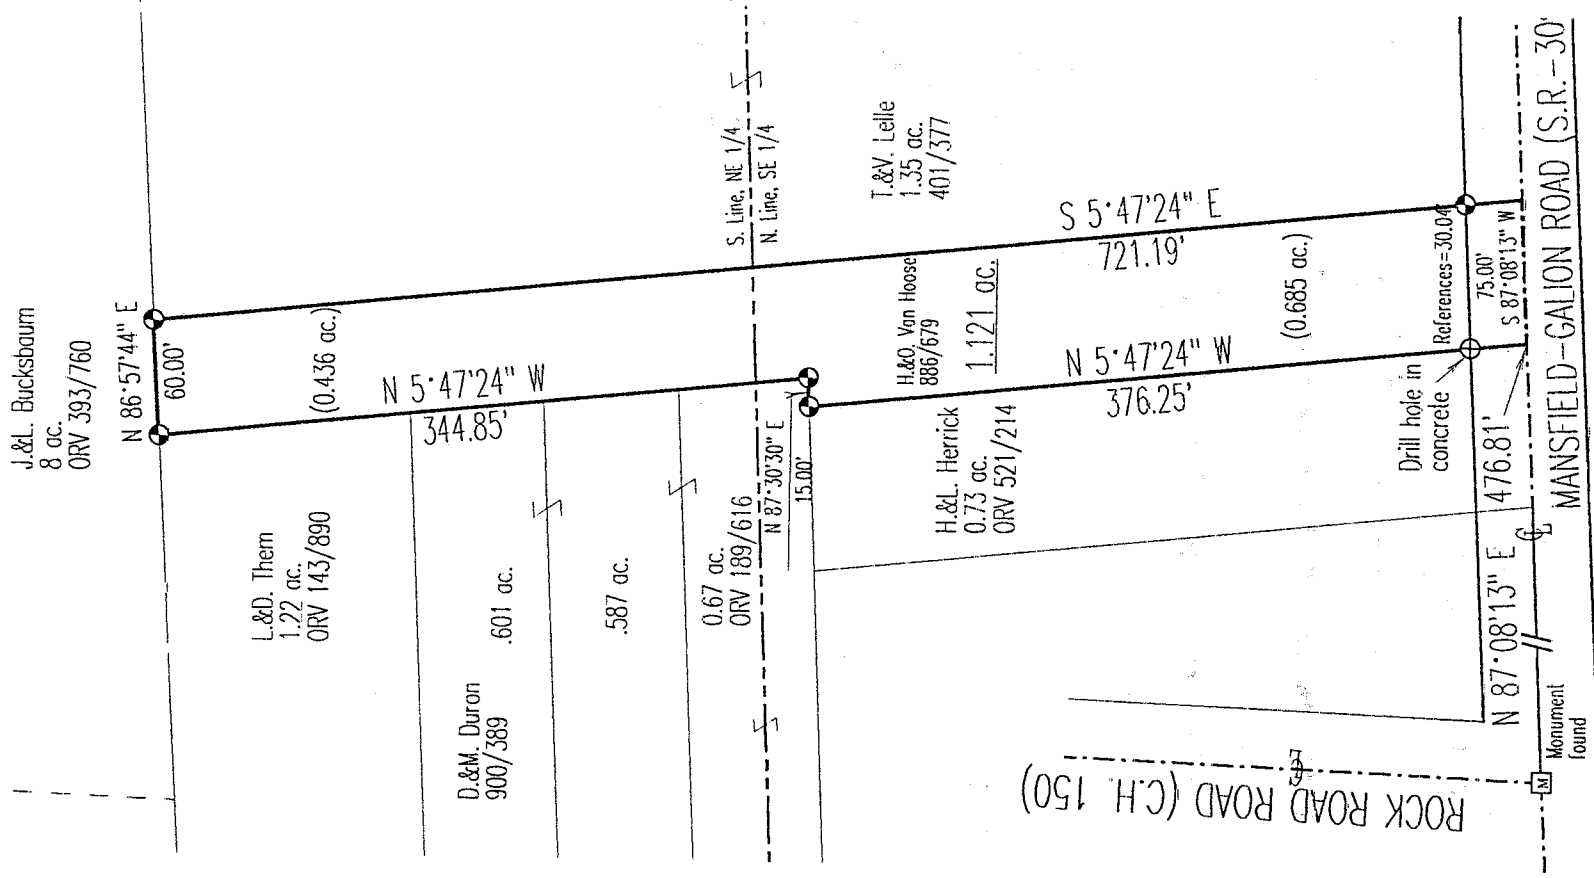 J.&L. Bucksbaum
8 ac.
ORV 393/760
N 86°57'44" E
60.00'
(0.436 ac.)
N 5°47'24" W
344.85'
L.&D. Them
1.22 ac.
ORV 143/890
.601 ac.
D.&M. Duron
900/389
.587 ac.
0.67 ac.
ORV 189/616
N 87°30'30" E
15.00'
S. Line, NE 1/4
N. Line, SE 1/4
T.&V. Lelle
1.35 ac.
401/377
S 5°47'24" E
721.19'
H.&O. Van Hoose
886/679
1.121 ac.
(0.685 ac.)
N 5°47'24" W
376.25'
H.&L. Herrick
0.73 ac.
ORV 521/214
References=30.04'
75.00'
S 87°08'13" W
Drill hole in
concrete
N 87°08'13" E
476.81'
MANSFIELD-GALION ROAD (S.R.-30
Monument
found
M
ROCK ROAD ROAD (C.H. 150)